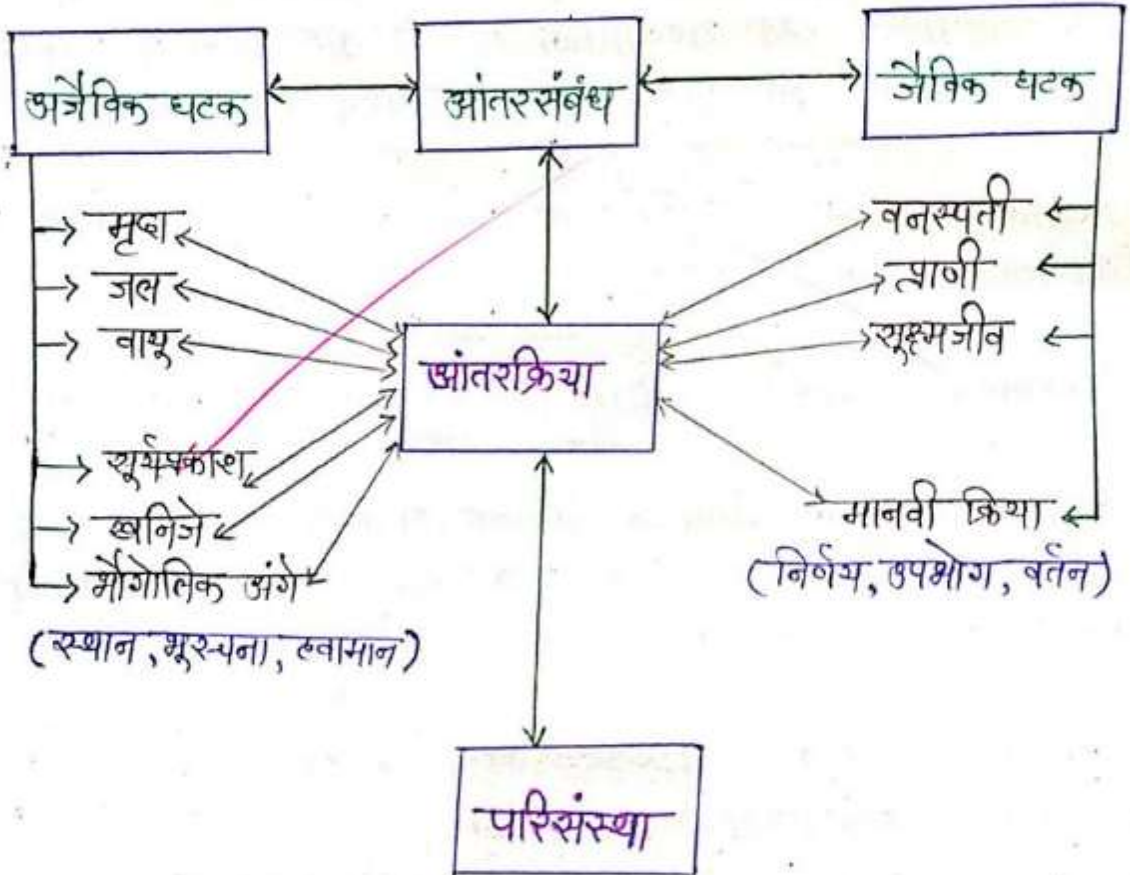 अजैविक घटक
आंतरसंबंध
जैविक घटक
मृदा
जल
वायू
सूर्यप्रकाश
खनिजे
भौगोलिक अंगे
(स्थान, भूरचना, हवामान)
आंतरक्रिया
वनस्पती
प्राणी
सूक्ष्मजीव
मानवी क्रिया
(निर्णय, उपभोग, वर्तन)
परिसंस्था